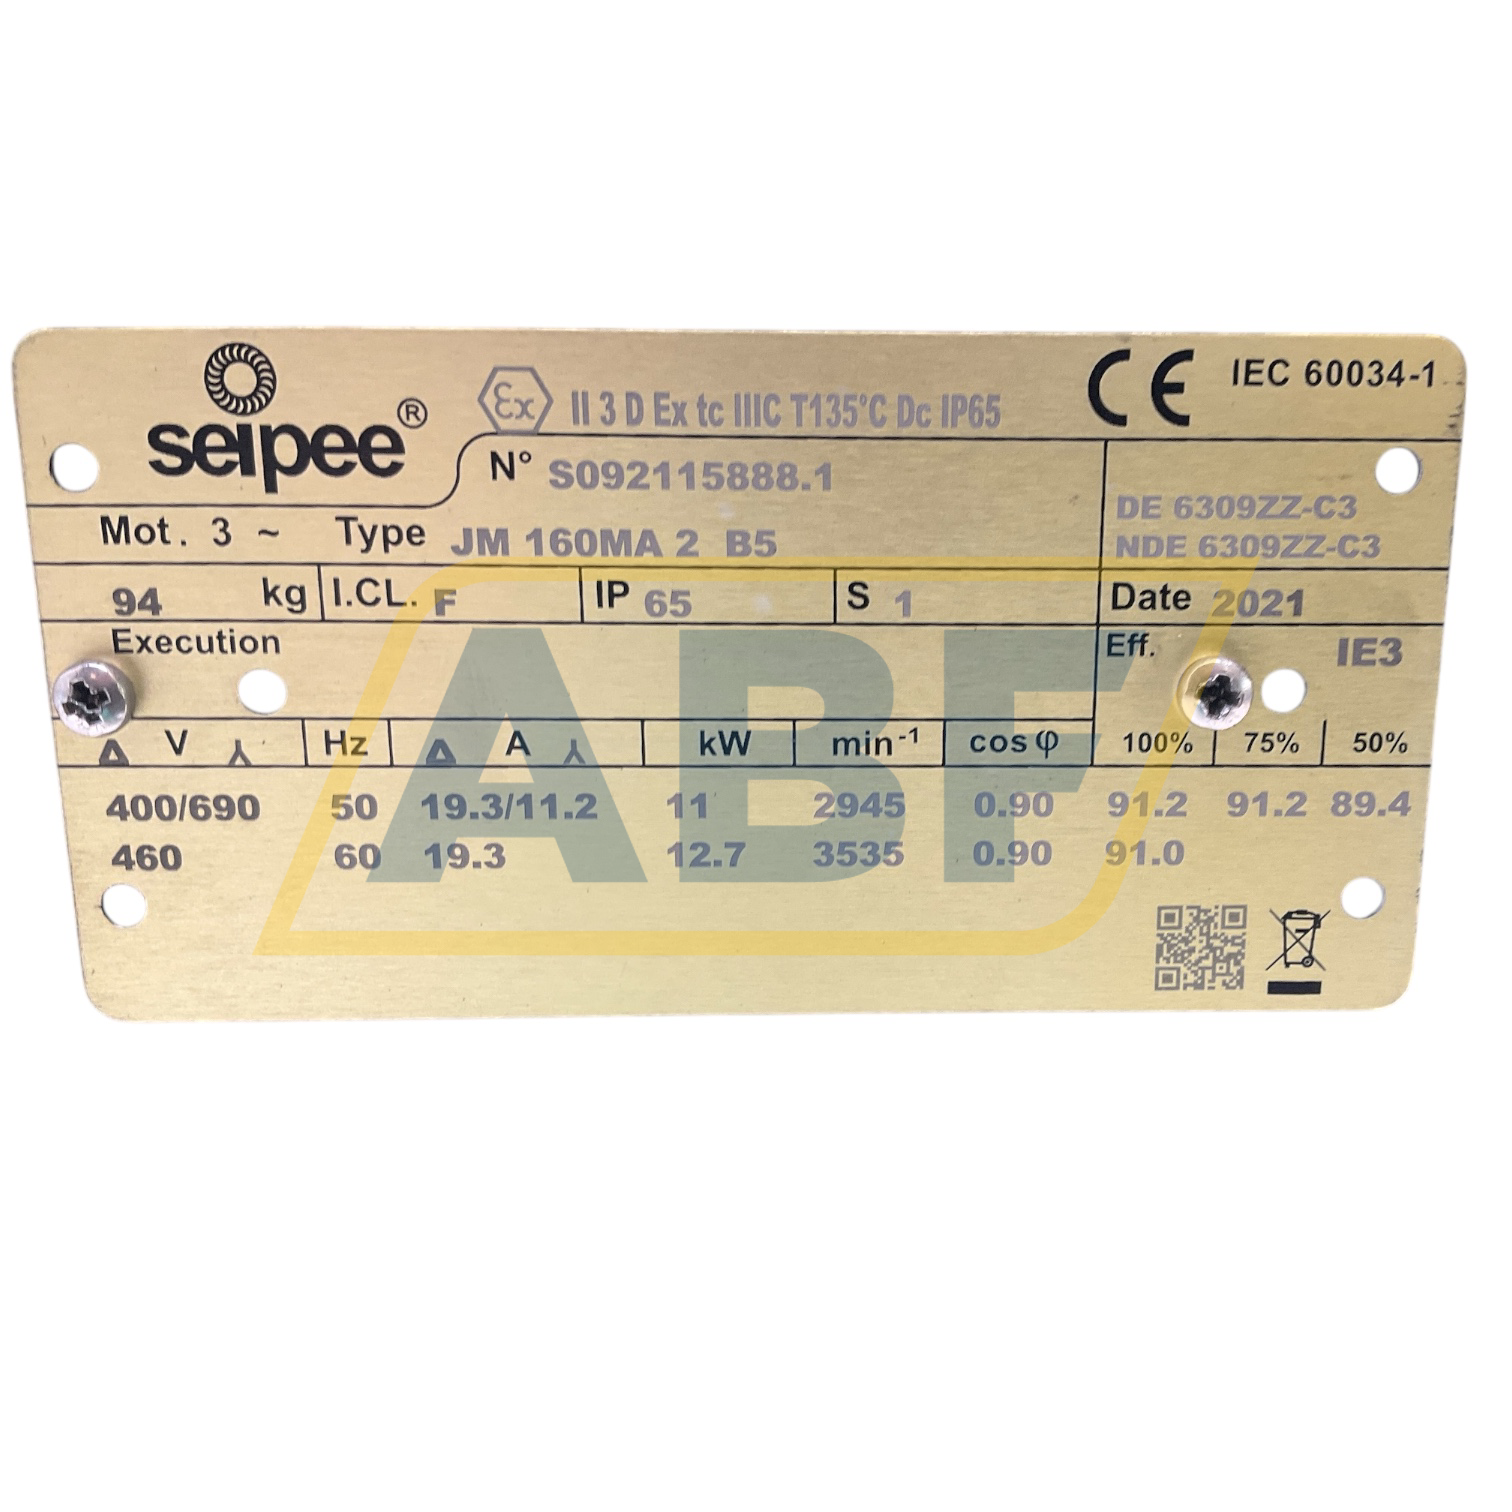 seipee®
Ex II 3 D Ex tc IIIC T135°C Dc IP65
CE IEC 60034-1
N° S092115888.1
Mot. 3 ~ Type JM 160MA 2 B5
DE 6309ZZ-C3
NDE 6309ZZ-C3
94 kg I.CL. F IP 65 S 1 Date 2021
Execution Eff. IE3
Δ V Y Hz Δ A Y kW min-1 cos φ 100% 75% 50%
400/690 50 19.3/11.2 11 2945 0.90 91.2 91.2 89.4
460 60 19.3 12.7 3535 0.90 91.0
ABF